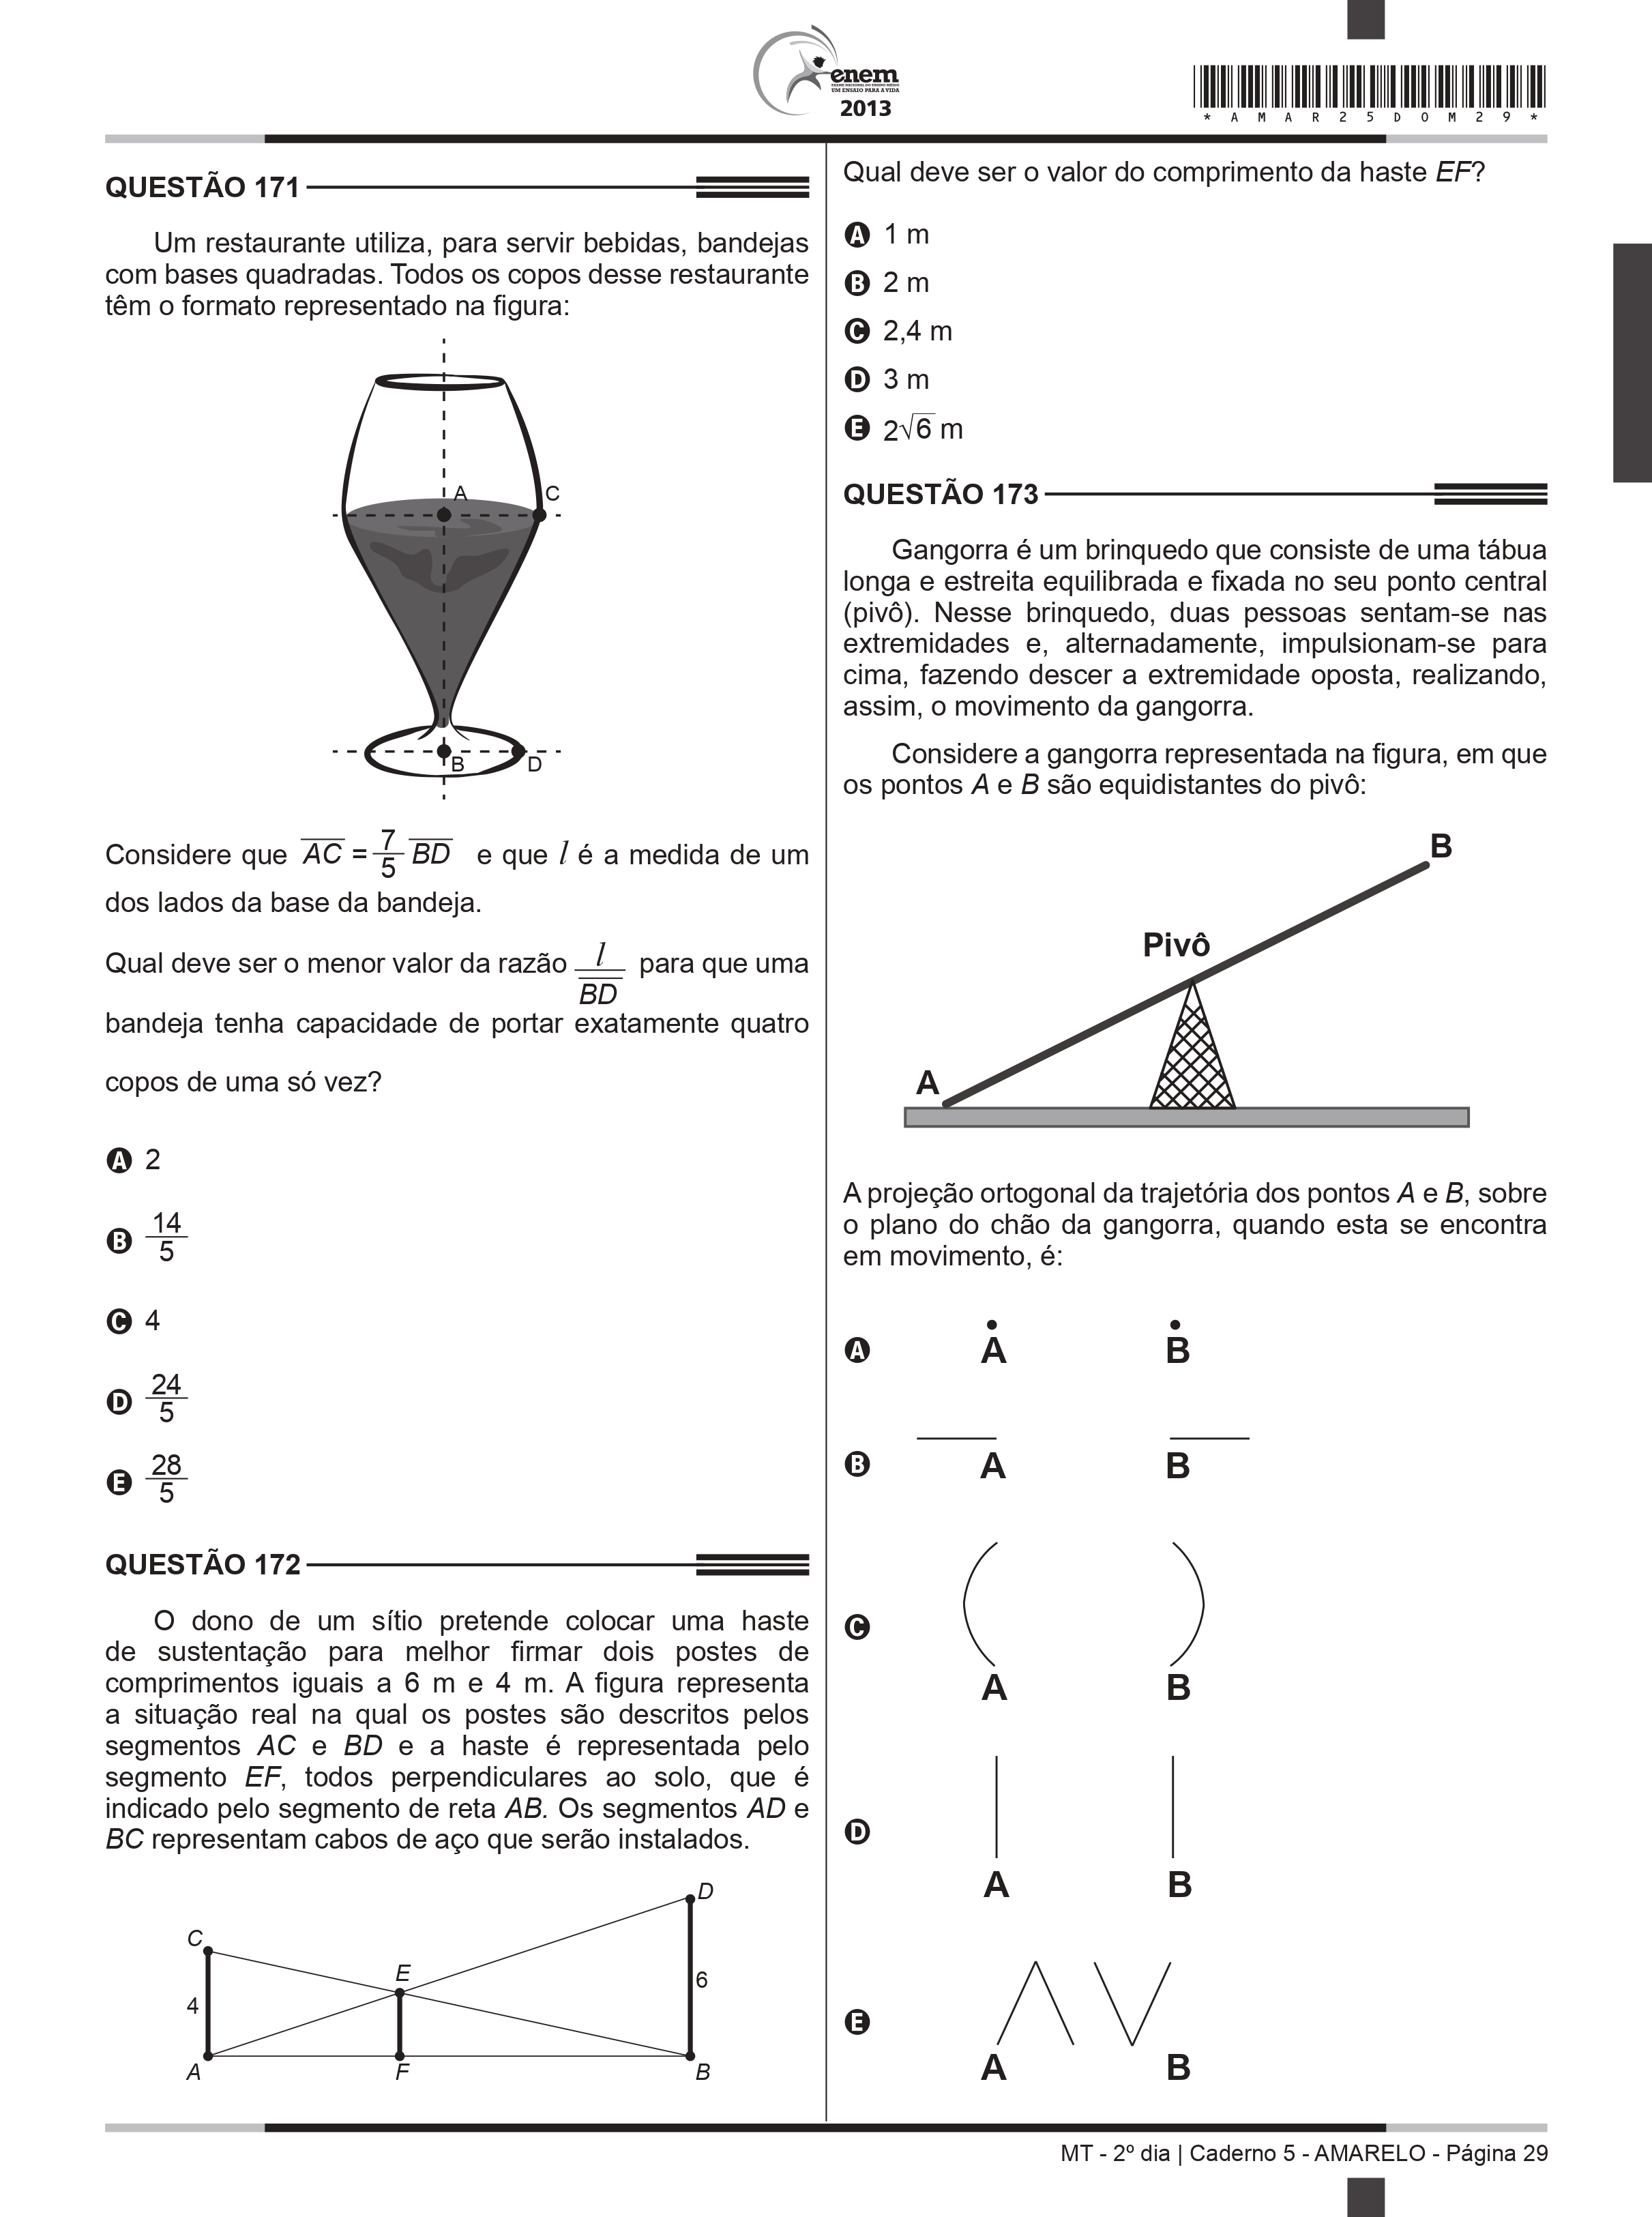 enem
EXAME NACIONAL DO ENSINO MÉDIO
UM ENSAIO PARA A VIDA
2013
* A M A R 2 5 D O M 2 9 *
QUESTÃO 171
Um restaurante utiliza, para servir bebidas, bandejas
com bases quadradas. Todos os copos desse restaurante
têm o formato representado na figura:
A
C
B
D
Considere que AC = 7/5 BD e que l é a medida de um
dos lados da base da bandeja.
Qual deve ser o menor valor da razão l/BD para que uma
bandeja tenha capacidade de portar exatamente quatro
copos de uma só vez?
A 2
B 14/5
C 4
D 24/5
E 28/5
QUESTÃO 172
O dono de um sítio pretende colocar uma haste
de sustentação para melhor firmar dois postes de
comprimentos iguais a 6 m e 4 m. A figura representa
a situação real na qual os postes são descritos pelos
segmentos AC e BD e a haste é representada pelo
segmento EF, todos perpendiculares ao solo, que é
indicado pelo segmento de reta AB. Os segmentos AD e
BC representam cabos de aço que serão instalados.
D
C
E
6
4
A
F
B
Qual deve ser o valor do comprimento da haste EF?
A 1 m
B 2 m
C 2,4 m
D 3 m
E 2√6 m
QUESTÃO 173
Gangorra é um brinquedo que consiste de uma tábua
longa e estreita equilibrada e fixada no seu ponto central
(pivô). Nesse brinquedo, duas pessoas sentam-se nas
extremidades e, alternadamente, impulsionam-se para
cima, fazendo descer a extremidade oposta, realizando,
assim, o movimento da gangorra.
Considere a gangorra representada na figura, em que
os pontos A e B são equidistantes do pivô:
B
Pivô
A
A projeção ortogonal da trajetória dos pontos A e B, sobre
o plano do chão da gangorra, quando esta se encontra
em movimento, é:
A A B
B A B
C A B
D A B
E A B
MT - 2º dia | Caderno 5 - AMARELO - Página 29